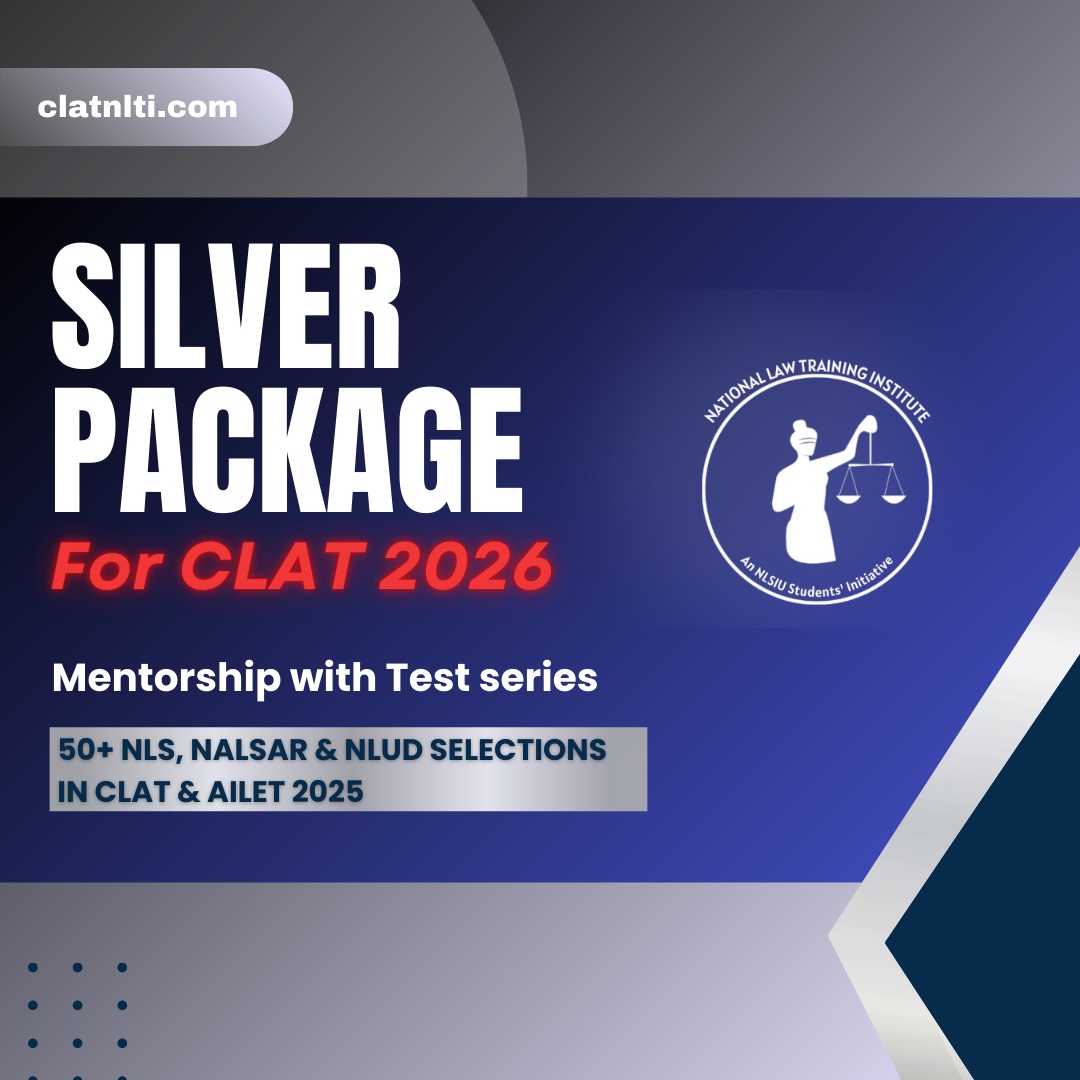 clatnlti.com
SILVER
PACKAGE
For CLAT 2026
NATIONAL LAW TRAINING INSTITUTE
An NLSIU Students' Initiative
Mentorship with Test series
50+ NLS, NALSAR & NLUD SELECTIONS
IN CLAT & AILET 2025